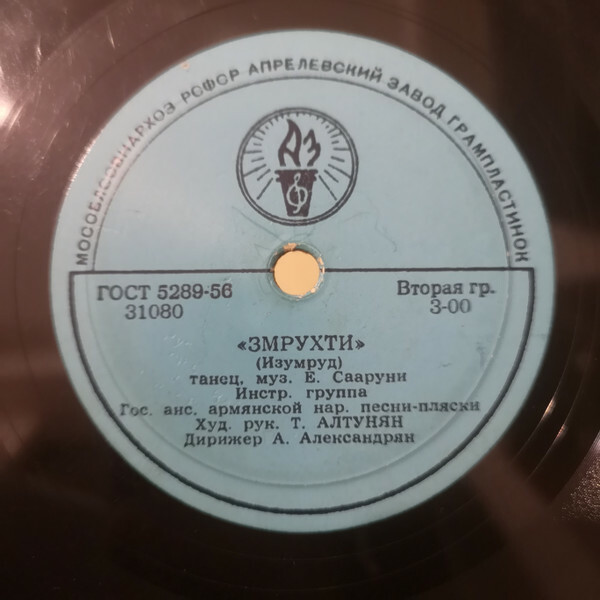 МОСОБЛСОВНАРХОЗ РСФСР АПРЕЛЕВСКИЙ ЗАВОД ГРАМПЛАСТИНОК
АЗ
ГОСТ 5289-56
31080
Вторая гр.
3-00
«ЗМРУХТИ»
(Изумруд)
танец, муз. Е. Сааруни
Инстр. группа
Гос. анс. армянской нар. песни-пляски
Худ. рук. Т. АЛТУНЯН
Дирижер А. Александрян